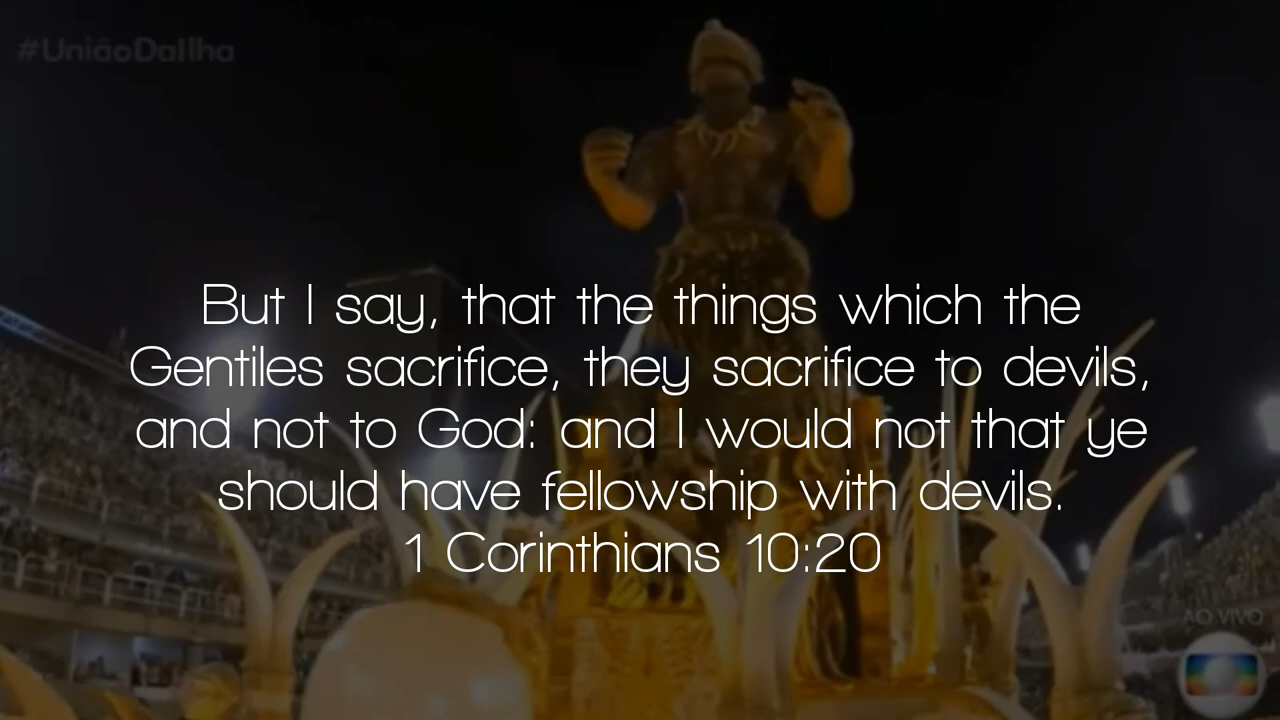 #UniãoDaIlha
But I say, that the things which the
Gentiles sacrifice, they sacrifice to devils,
and not to God: and I would not that ye
should have fellowship with devils.
1 Corinthians 10:20
AO VIVO